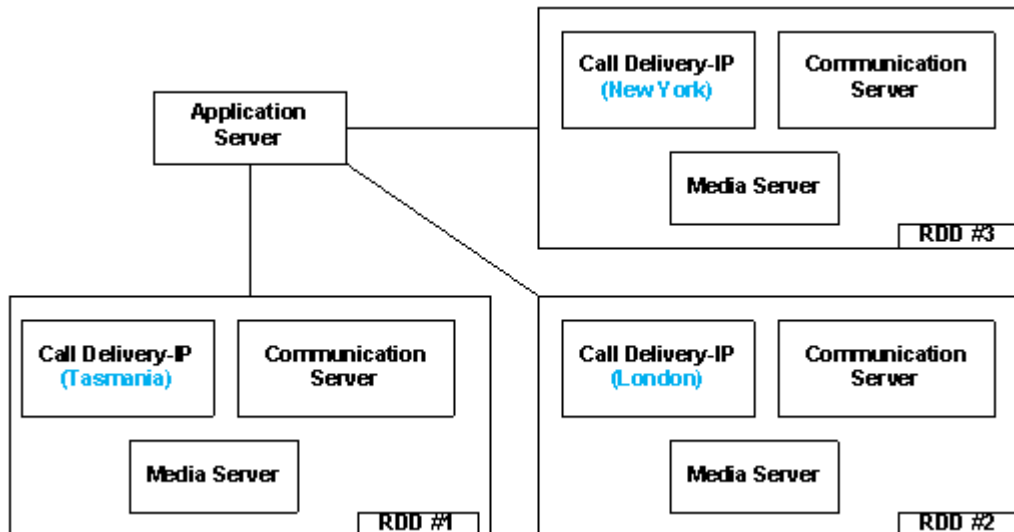 Application
Server
Call Delivery-IP
(New York)
Communication
Server
Media Server
RDD #3
Call Delivery-IP
(Tasmania)
Communication
Server
Media Server
RDD #1
Call Delivery-IP
(London)
Communication
Server
Media Server
RDD #2